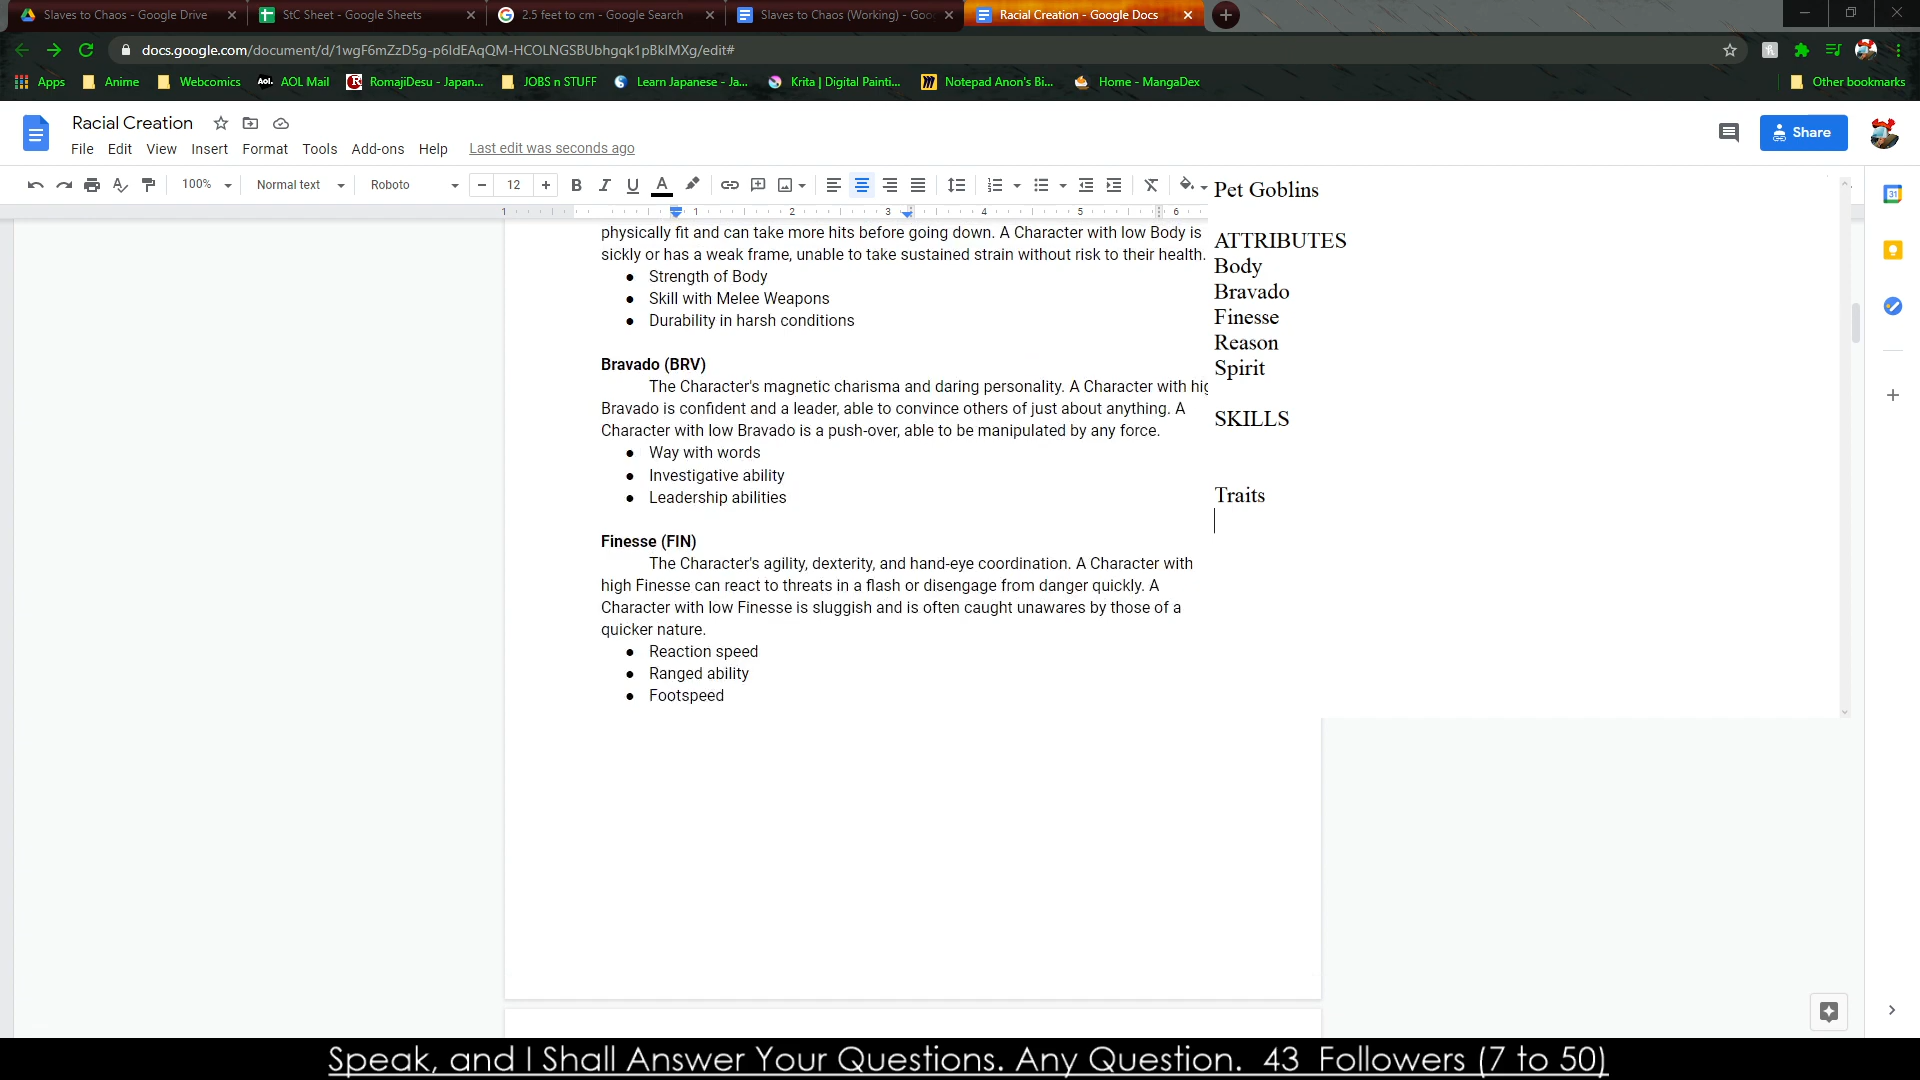 Slaves to Chaos - Google Drive
StC Sheet - Google Sheets
2.5 feet to cm - Google Search
Slaves to Chaos (Working) - Goo
Racial Creation - Google Docs
docs.google.com/document/d/1wgF6mZzD5g-p6ldEAqQM-HCOLNGSBUbhgqk1pBklMXg/edit#
Apps
Anime
Webcomics
Aol.
AOL Mail
RomajiDesu - Japan...
JOBS n STUFF
Learn Japanese - Ja...
Krita | Digital Painti...
Notepad Anon's Bi...
Home - MangaDex
Other bookmarks
Racial Creation
File Edit View Insert Format Tools Add-ons Help Last edit was seconds ago
Share
100% Normal text Roboto 12
1 1 2 3 4 5 6
31
physically fit and can take more hits before going down. A Character with low Body is
sickly or has a weak frame, unable to take sustained strain without risk to their health.
● Strength of Body
● Skill with Melee Weapons
● Durability in harsh conditions
Bravado (BRV)
The Character's magnetic charisma and daring personality. A Character with hig
Bravado is confident and a leader, able to convince others of just about anything. A
Character with low Bravado is a push-over, able to be manipulated by any force.
● Way with words
● Investigative ability
● Leadership abilities
Finesse (FIN)
The Character's agility, dexterity, and hand-eye coordination. A Character with
high Finesse can react to threats in a flash or disengage from danger quickly. A
Character with low Finesse is sluggish and is often caught unawares by those of a
quicker nature.
● Reaction speed
● Ranged ability
● Footspeed
Pet Goblins
ATTRIBUTES
Body
Bravado
Finesse
Reason
Spirit
SKILLS
Traits
Speak, and I Shall Answer Your Questions. Any Question. 43 Followers (7 to 50)